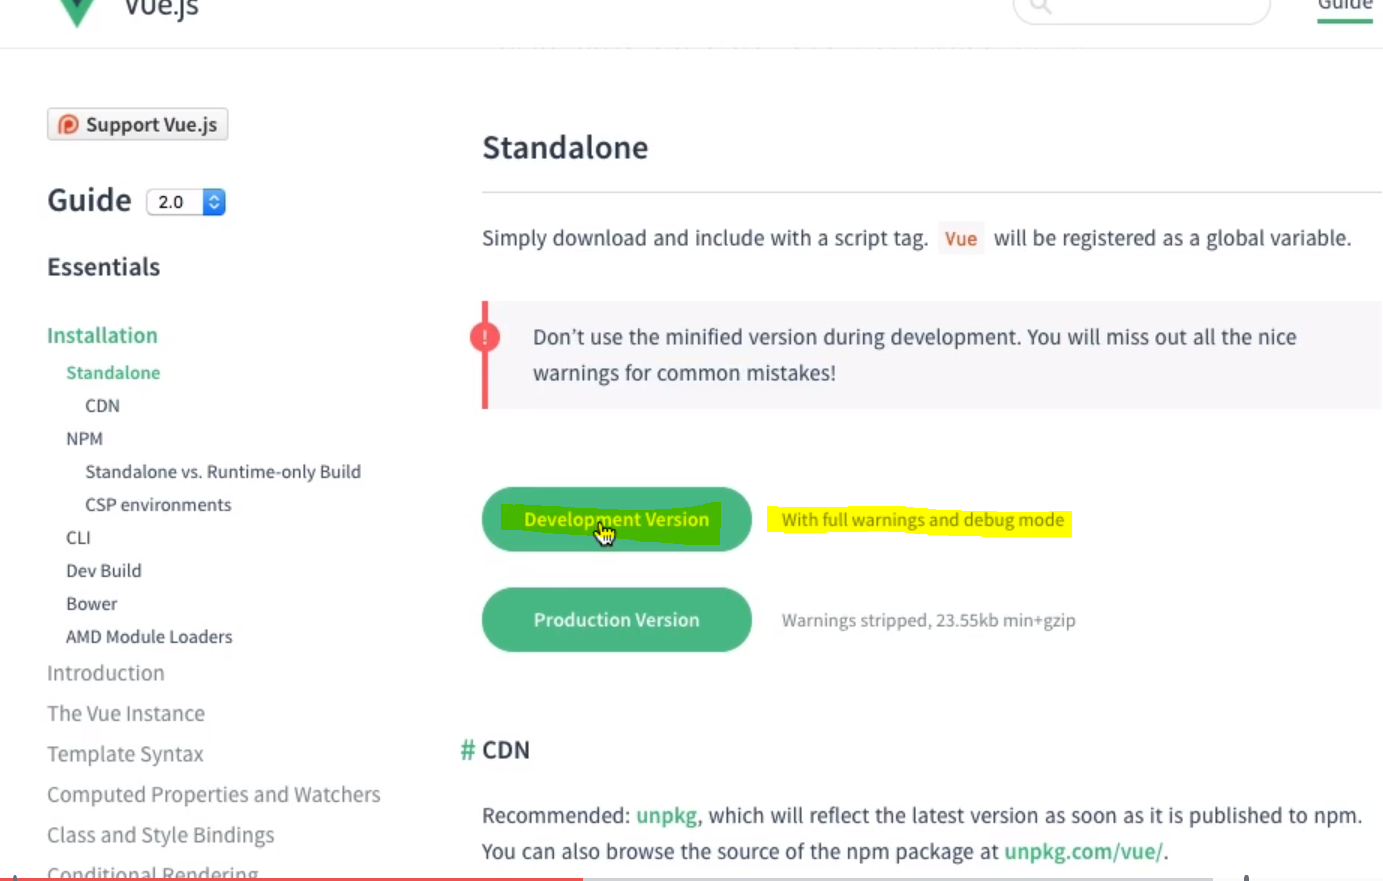 Vue.js
Guide
Support Vue.js
Guide 2.0
Essentials
Installation
Standalone
CDN
NPM
Standalone vs. Runtime-only Build
CSP environments
CLI
Dev Build
Bower
AMD Module Loaders
Introduction
The Vue Instance
Template Syntax
Computed Properties and Watchers
Class and Style Bindings
Conditional Rendering
Standalone
Simply download and include with a script tag. Vue will be registered as a global variable.
!
Don’t use the minified version during development. You will miss out all the nice
warnings for common mistakes!
Development Version With full warnings and debug mode
Production Version Warnings stripped, 23.55kb min+gzip
# CDN
Recommended: unpkg, which will reflect the latest version as soon as it is published to npm.
You can also browse the source of the npm package at unpkg.com/vue/.